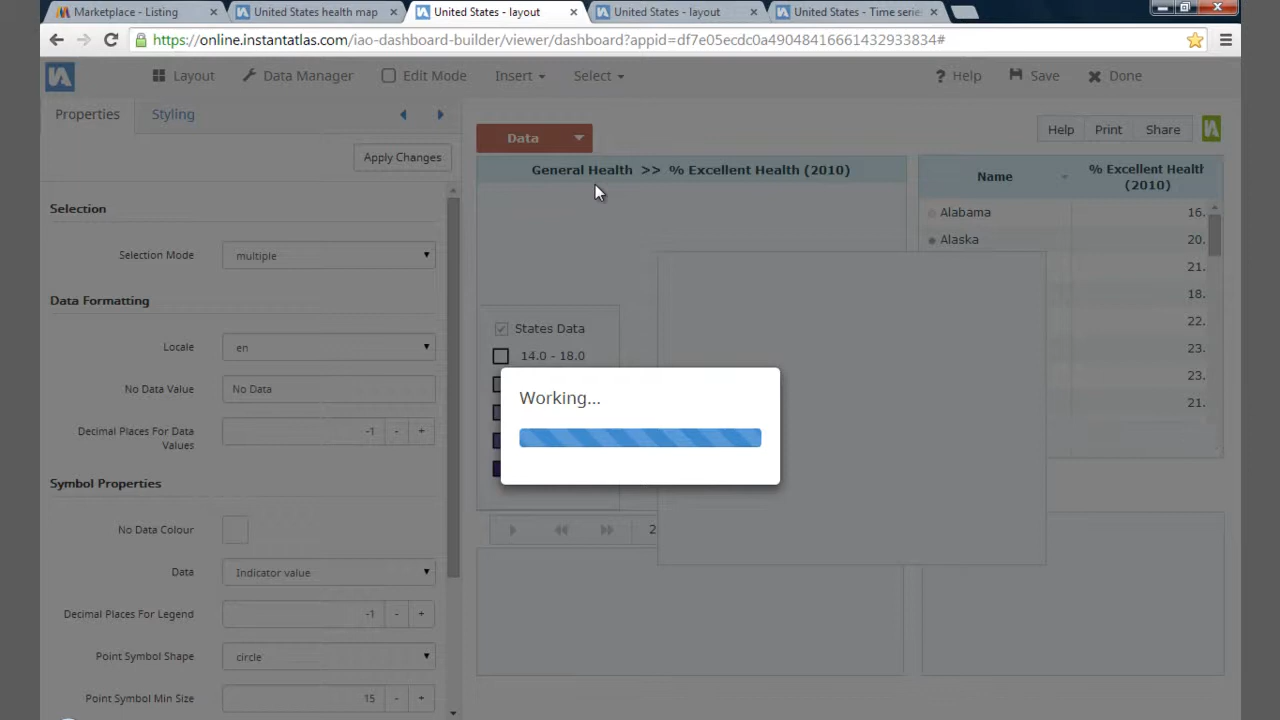 Marketplace - Listing
United States health map
United States - layout
United States - layout
United States - Time serie
https://online.instantatlas.com/iao-dashboard-builder/viewer/dashboard?appid=df7e05ecdc0a49048416661432933834#
Layout
Data Manager
Edit Mode
Insert
Select
Help
Save
Done
Properties
Styling
Apply Changes
Selection
Selection Mode
multiple
Data Formatting
Locale
en
No Data Value
No Data
Decimal Places For Data
Values
-1
-
+
Symbol Properties
No Data Colour
Data
Indicator value
Decimal Places For Legend
-1
-
+
Point Symbol Shape
circle
Point Symbol Min Size
15
-
+
Data
Help
Print
Share
General Health >> % Excellent Health (2010)
Name
% Excellent Health
(2010)
Alabama
16.
Alaska
20.
21.
18.
22.
23.
23.
21.
States Data
14.0 - 18.0
Working...
2